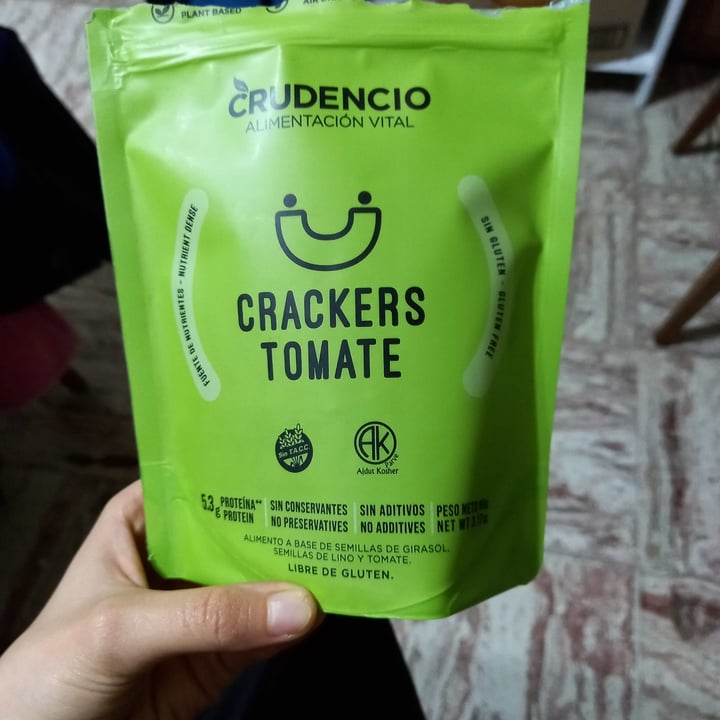 PLANT BASED
CRUDENCIO
ALIMENTACIÓN VITAL
FUENTE DE NUTRIENTES - NUTRIENT DENSE
SIN GLUTEN - GLUTEN FREE
CRACKERS
TOMATE
Sin T.A.C.C.
AK
Parve
Ajdut Kosher
5.3 g PROTEÍNA**
PROTEIN
SIN CONSERVANTES
NO PRESERVATIVES
SIN ADITIVOS
NO ADDITIVES
PESO NETO
NET WT
ALIMENTO A BASE DE SEMILLAS DE GIRASOL,
SEMILLAS DE LINO Y TOMATE.
LIBRE DE GLUTEN.